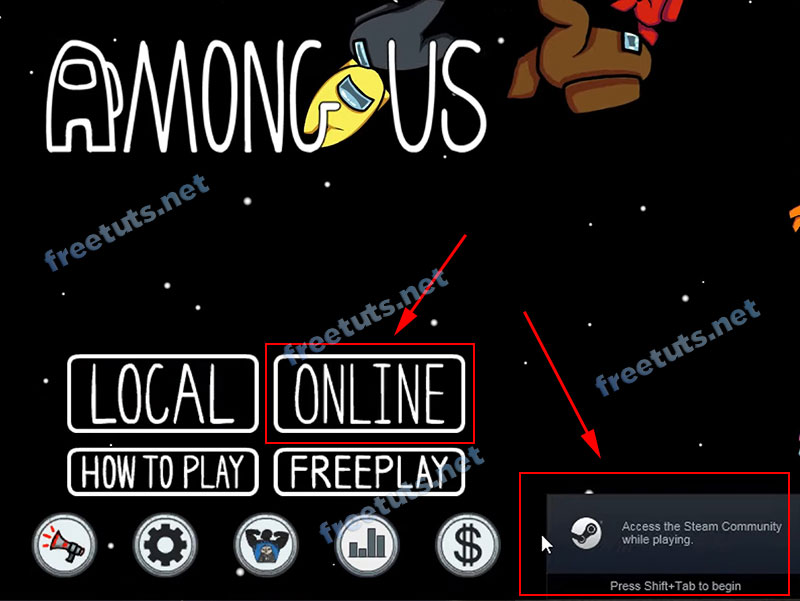 AMONG US
freetuts.net
freetuts.net
freetuts.net
LOCAL
ONLINE
HOW TO PLAY
FREEPLAY
freetuts.net
$
Access the Steam Community
while playing.
Press Shift+Tab to begin